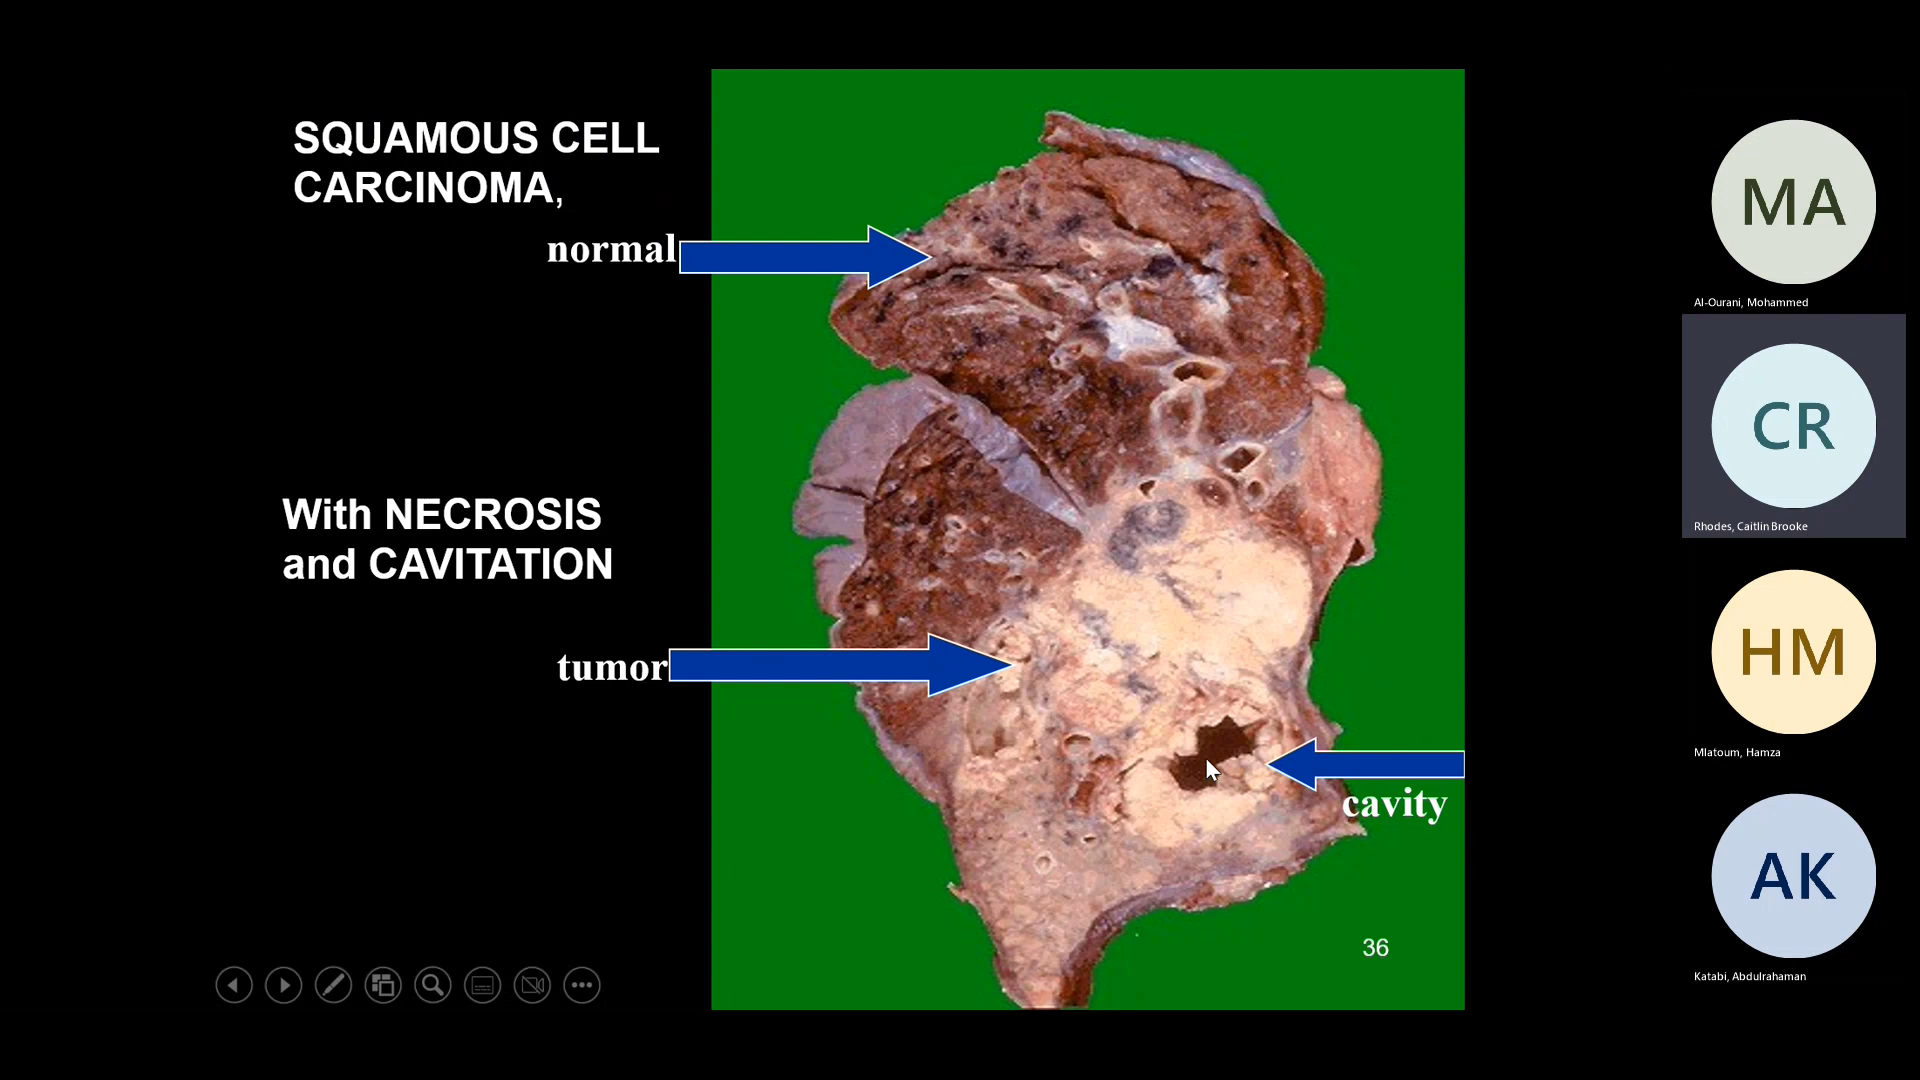 SQUAMOUS CELL
CARCINOMA,
normal
With NECROSIS
and CAVITATION
tumor
cavity
36
MA
Al-Ourani, Mohammed
CR
Rhodes, Caitlin Brooke
HM
Mlatoum, Hamza
AK
Katabi, Abdulrahaman